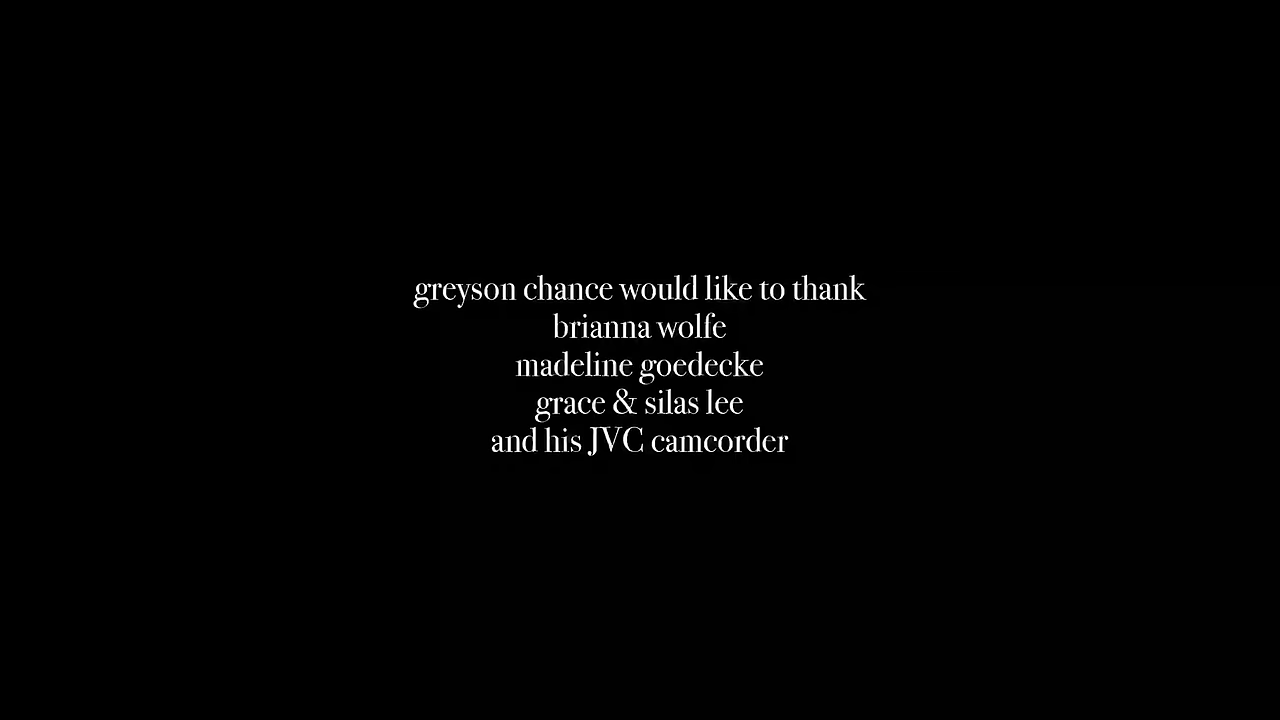 greyson chance would like to thank
brianna wolfe
madeline goedecke
grace & silas lee
and his JVC camcorder